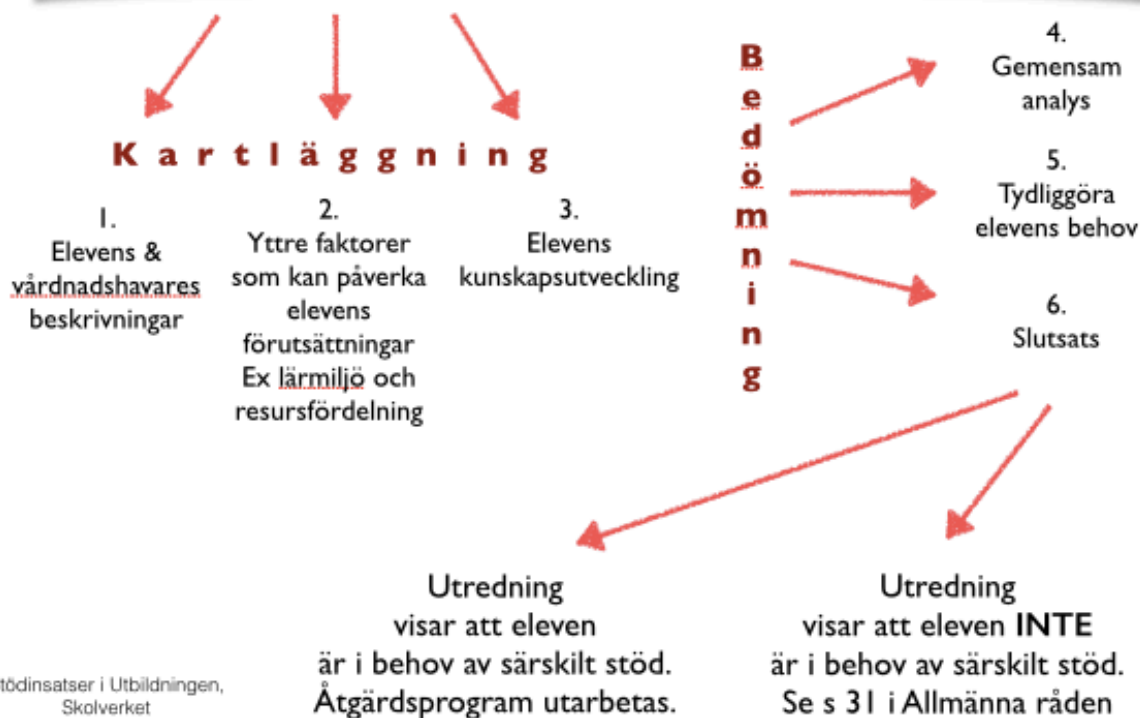 Kartläggning
1.
Elevens &
vårdnadshavares
beskrivningar
2.
Yttre faktorer
som kan påverka
elevens
förutsättningar
Ex lärmiljö och
resursfördelning
3.
Elevens
kunskapsutveckling
Bedömning
4.
Gemensam
analys
5.
Tydliggöra
elevens behov
6.
Slutsats
Utredning
visar att eleven
är i behov av särskilt stöd.
Åtgärdsprogram utarbetas.
Utredning
visar att eleven INTE
är i behov av särskilt stöd.
Se s 31 i Allmänna råden
tödinsatser i Utbildningen,
Skolverket